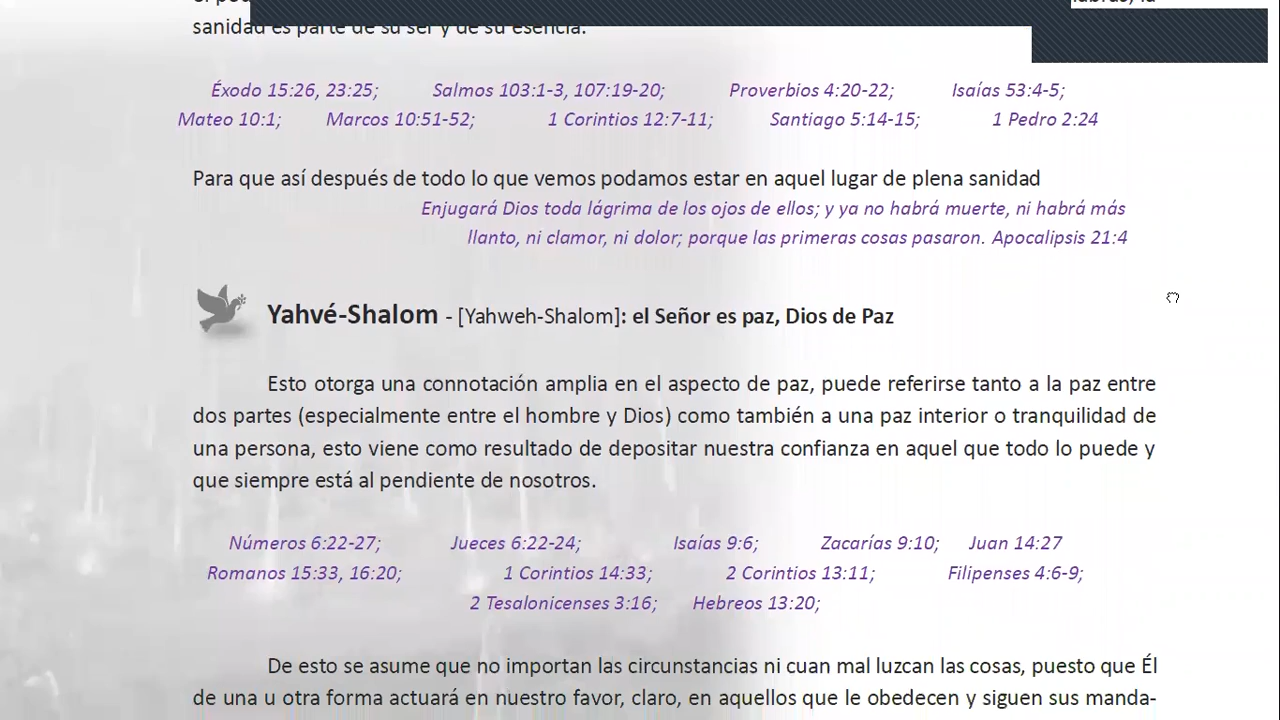 sanidad es parte de su ser y de su esencia.
Éxodo 15:26, 23:25; Salmos 103:1-3, 107:19-20; Proverbios 4:20-22; Isaías 53:4-5;
Mateo 10:1; Marcos 10:51-52; 1 Corintios 12:7-11; Santiago 5:14-15; 1 Pedro 2:24
Para que así después de todo lo que vemos podamos estar en aquel lugar de plena sanidad
Enjugará Dios toda lágrima de los ojos de ellos; y ya no habrá muerte, ni habrá más
llanto, ni clamor, ni dolor; porque las primeras cosas pasaron. Apocalipsis 21:4
Yahvé-Shalom - [Yahweh-Shalom]: el Señor es paz, Dios de Paz
Esto otorga una connotación amplia en el aspecto de paz, puede referirse tanto a la paz entre
dos partes (especialmente entre el hombre y Dios) como también a una paz interior o tranquilidad de
una persona, esto viene como resultado de depositar nuestra confianza en aquel que todo lo puede y
que siempre está al pendiente de nosotros.
Números 6:22-27; Jueces 6:22-24; Isaías 9:6; Zacarías 9:10; Juan 14:27
Romanos 15:33, 16:20; 1 Corintios 14:33; 2 Corintios 13:11; Filipenses 4:6-9;
2 Tesalonicenses 3:16; Hebreos 13:20;
De esto se asume que no importan las circunstancias ni cuan mal luzcan las cosas, puesto que Él
de una u otra forma actuará en nuestro favor, claro, en aquellos que le obedecen y siguen sus manda-